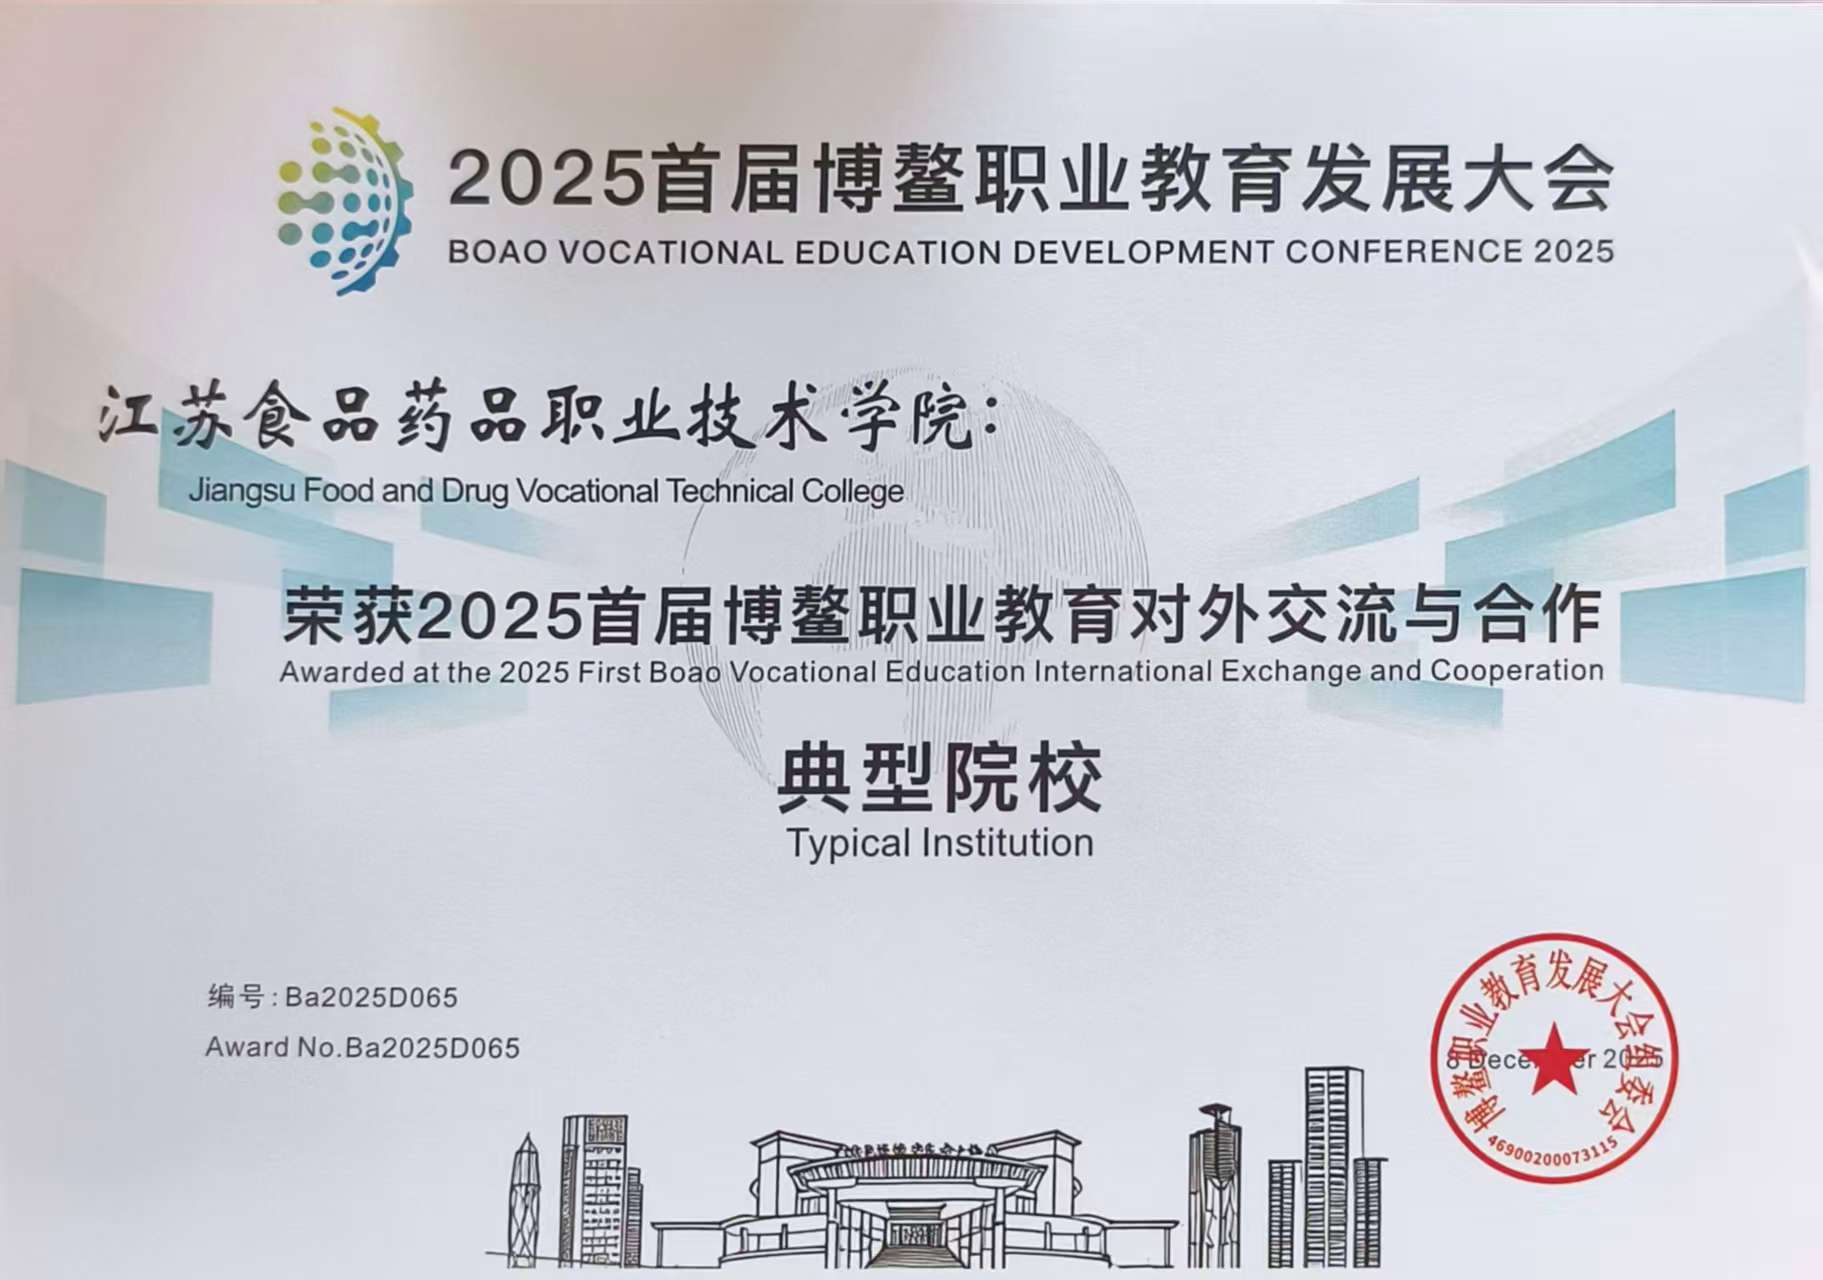 2025首届博鳌职业教育发展大会
BOAO VOCATIONAL EDUCATION DEVELOPMENT CONFERENCE 2025
江苏食品药品职业技术学院：
Jiangsu Food and Drug Vocational Technical College
荣获2025首届博鳌职业教育对外交流与合作
Awarded at the 2025 First Boao Vocational Education International Exchange and Cooperation
典型院校
Typical Institution
编号：Ba2025D065
Award No.Ba2025D065
博鳌职业教育发展大会组委会
8 December 2025
46900200073115